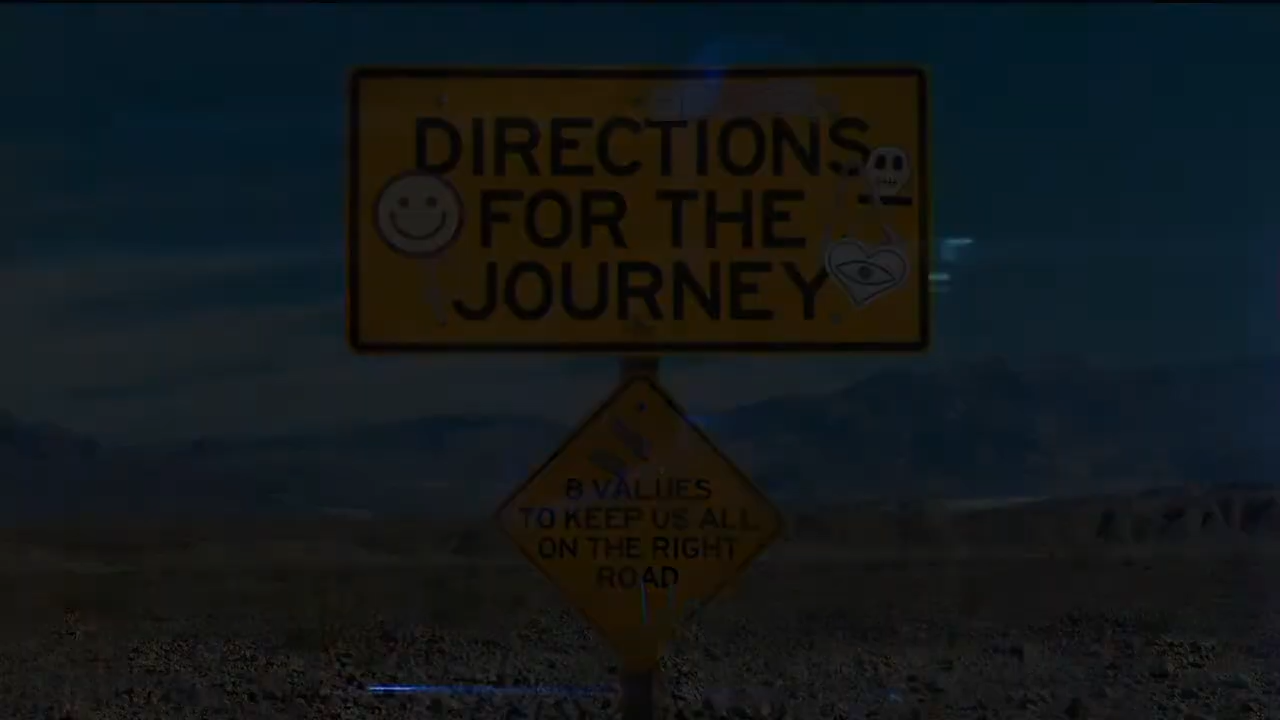 DIRECTIONS
FOR THE
JOURNEY
8 VALUES
TO KEEP US ALL
ON THE RIGHT
ROAD